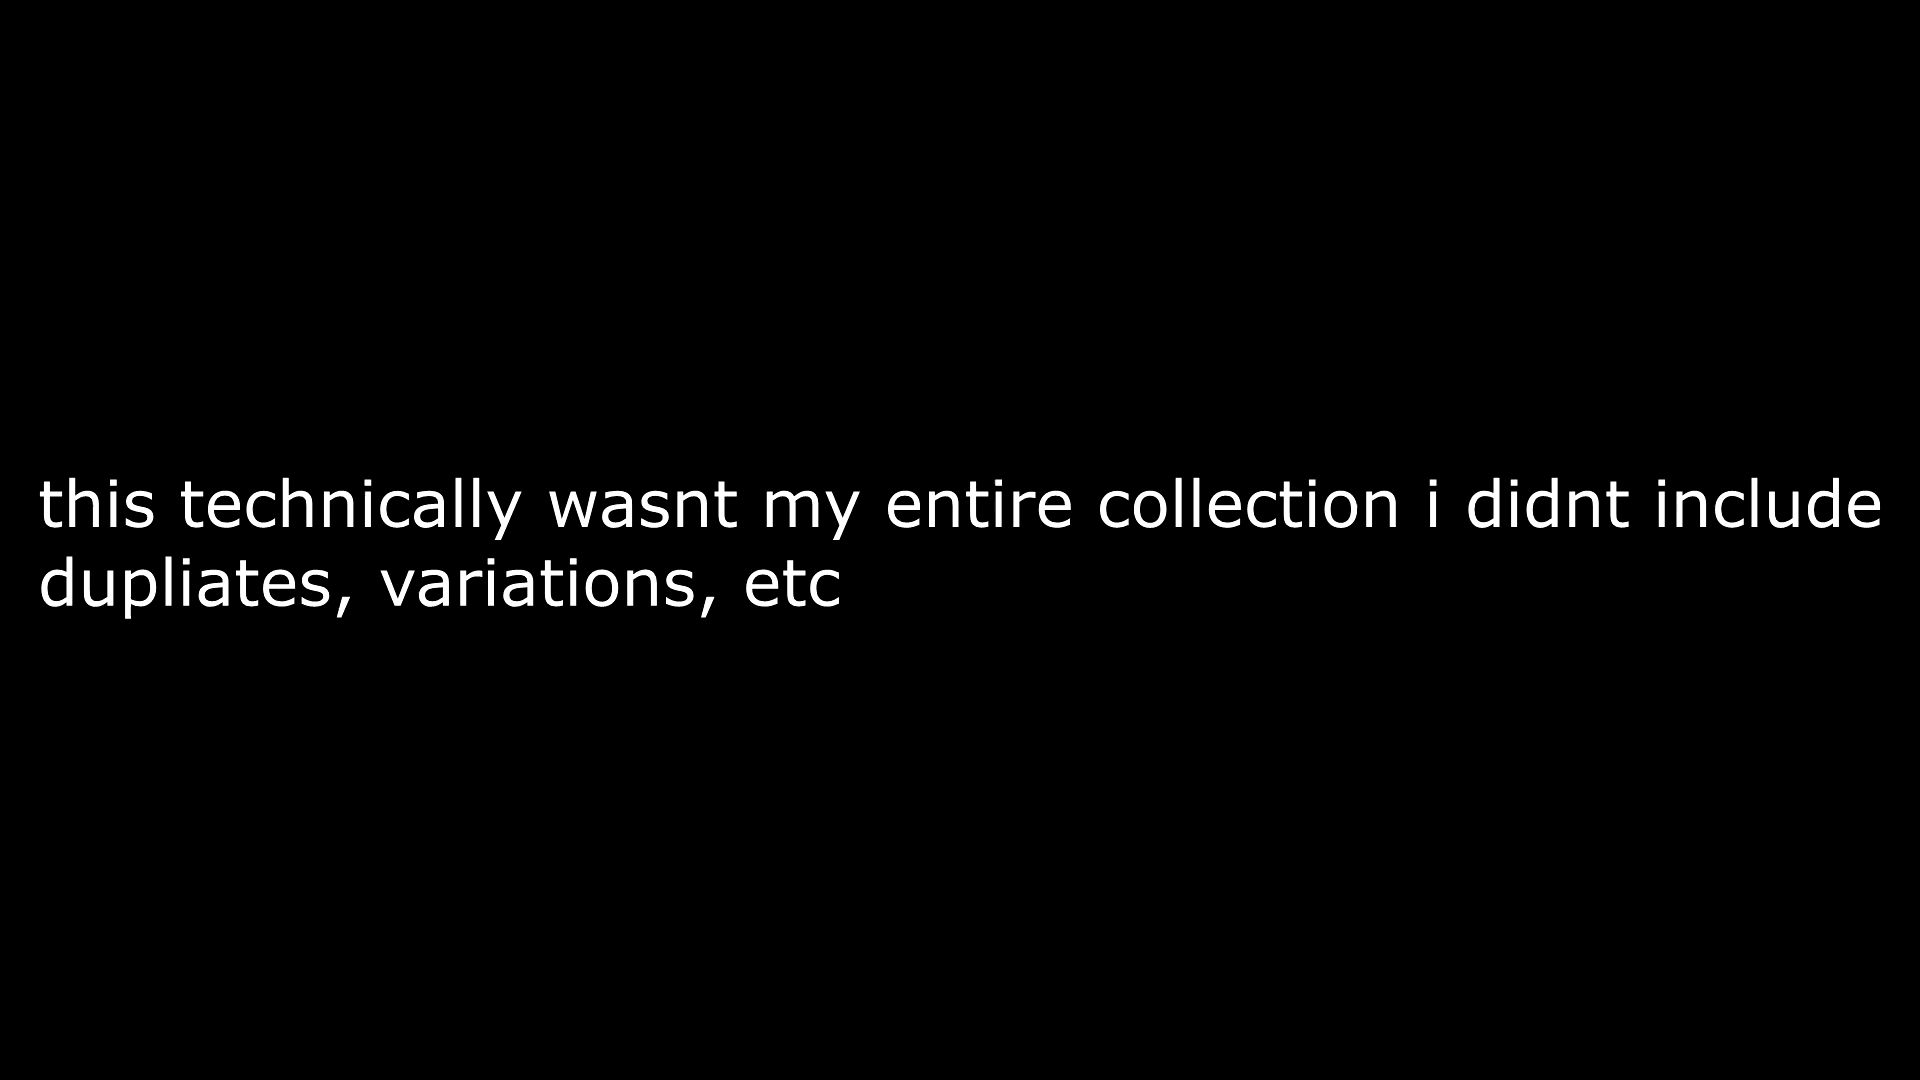 this technically wasnt my entire collection i didnt include
dupliates, variations, etc